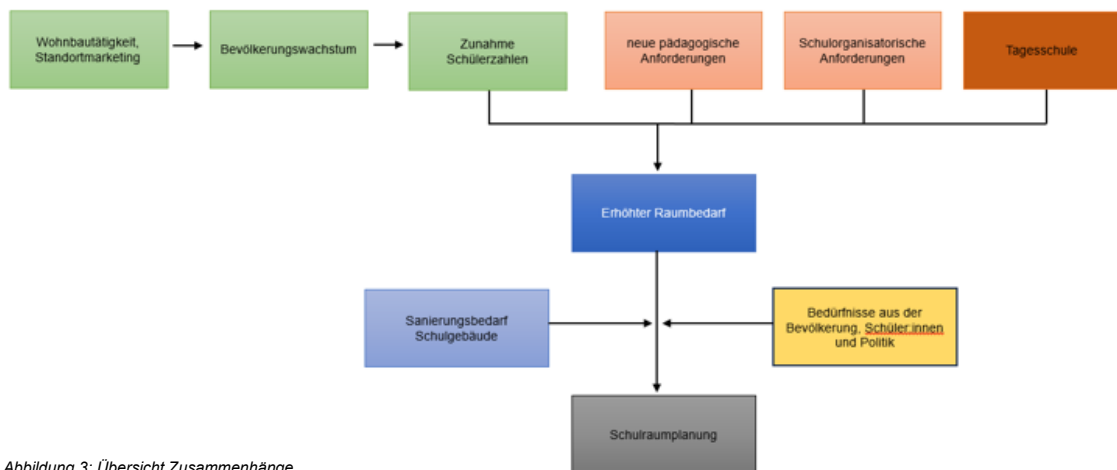 Wohnbautätigkeit,
Standortmarketing
Bevölkerungswachstum
Zunahme
Schülerzahlen
neue pädagogische
Anforderungen
Schulorganisatorische
Anforderungen
Tagesschule
Erhöhter Raumbedarf
Sanierungsbedarf
Schulgebäude
Bedürfnisse aus der
Bevölkerung, Schüler:innen
und Politik
Schulraumplanung
Abbildung 3: Übersicht Zusammenhänge